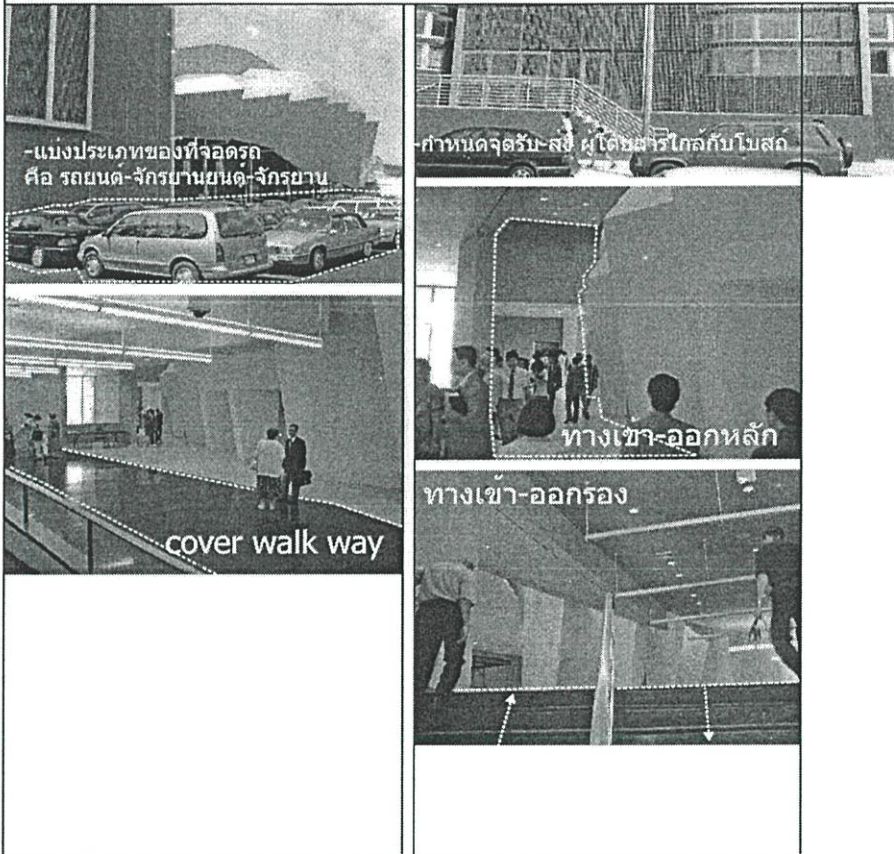 -แบ่งประเภทของที่จอดรถ
คือ รถยนต์-จักรยานยนต์-จักรยาน
cover walk way
-กำหนดจุดรับ-ส่ง ผู้โดยสารใกล้กับโบสถ์
ทางเข้า-ออกหลัก
ทางเข้า-ออกรอง